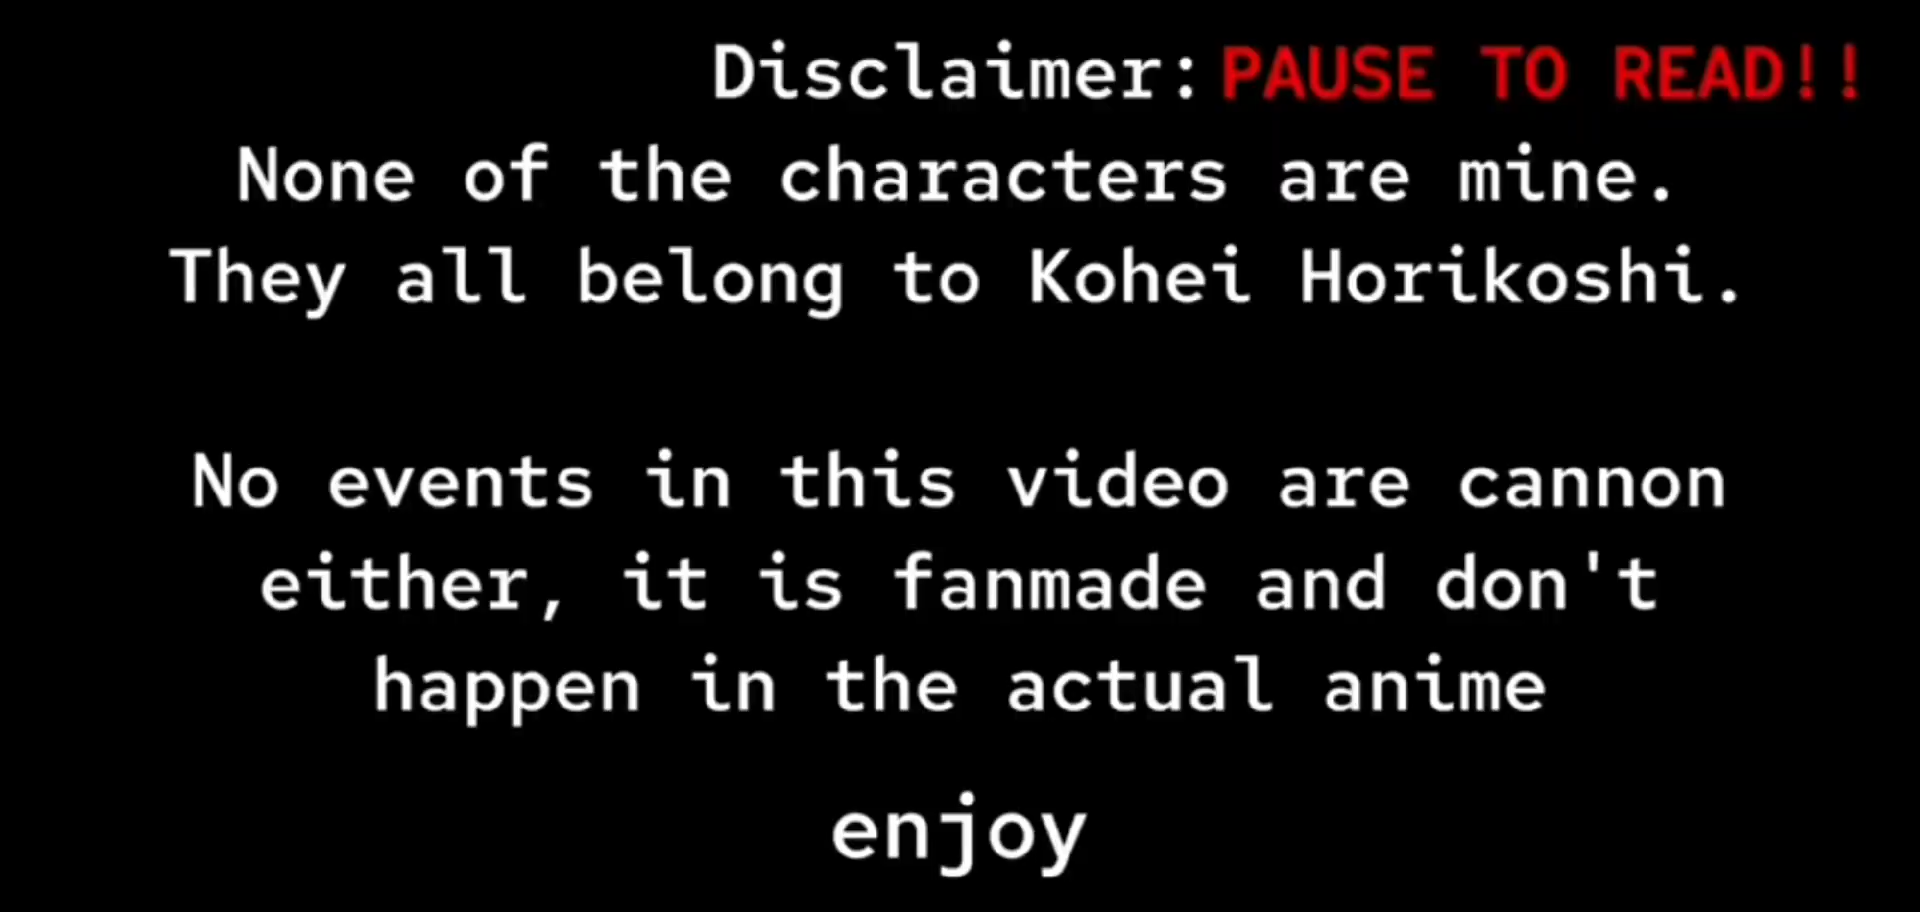 Disclaimer: PAUSE TO READ!!
None of the characters are mine.
They all belong to Kohei Horikoshi.
No events in this video are cannon
either, it is fanmade and don't
happen in the actual anime
enjoy